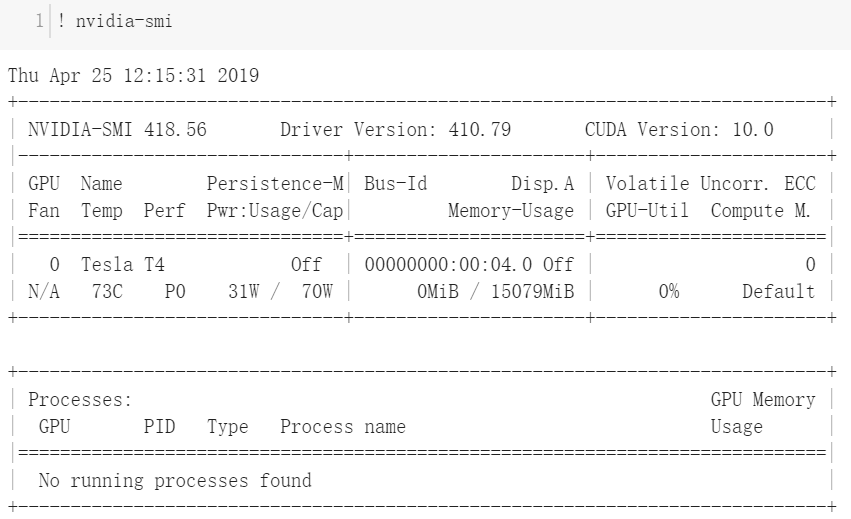 1 ! nvidia-smi
Thu Apr 25 12:15:31 2019
+-----------------------------------------------------------------------------+
| NVIDIA-SMI 418.56       Driver Version: 410.79       CUDA Version: 10.0     |
|-------------------------------+----------------------+----------------------+
| GPU  Name        Persistence-M| Bus-Id        Disp.A | Volatile Uncorr. ECC |
| Fan  Temp  Perf  Pwr:Usage/Cap|         Memory-Usage | GPU-Util  Compute M. |
|===============================+======================+======================|
|   0  Tesla T4            Off  | 00000000:00:04.0 Off |                    0 |
| N/A   73C    P0    31W /  70W |      0MiB / 15079MiB |      0%      Default |
+-------------------------------+----------------------+----------------------+
+-----------------------------------------------------------------------------+
| Processes:                                                       GPU Memory |
|  GPU       PID   Type   Process name                             Usage      |
|=============================================================================|
|  No running processes found                                                 |
+-----------------------------------------------------------------------------+